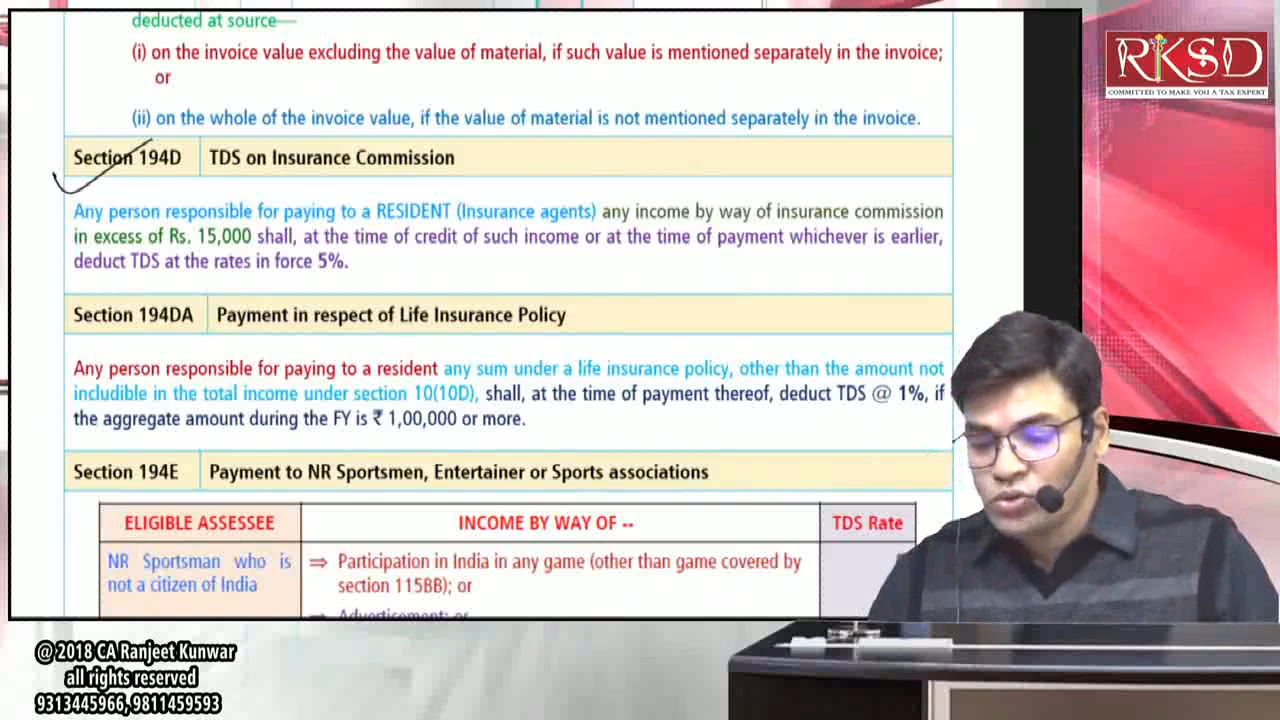 deducted at source—
(i) on the invoice value excluding the value of material, if such value is mentioned separately in the invoice;
or
(ii) on the whole of the invoice value, if the value of material is not mentioned separately in the invoice.
Section 194D TDS on Insurance Commission
Any person responsible for paying to a RESIDENT (Insurance agents) any income by way of insurance commission
in excess of Rs. 15,000 shall, at the time of credit of such income or at the time of payment whichever is earlier,
deduct TDS at the rates in force 5%.
Section 194DA Payment in respect of Life Insurance Policy
Any person responsible for paying to a resident any sum under a life insurance policy, other than the amount not
includible in the total income under section 10(10D), shall, at the time of payment thereof, deduct TDS @ 1%, if
the aggregate amount during the FY is ₹ 1,00,000 or more.
Section 194E Payment to NR Sportsmen, Entertainer or Sports associations
ELIGIBLE ASSESSEE INCOME BY WAY OF -- TDS Rate
NR Sportsman who is
not a citizen of India
⇒ Participation in India in any game (other than game covered by
section 115BB); or
⇒ Advertisement; or
RKSD
COMMITTED TO MAKE YOU A TAX EXPERT
@ 2018 CA Ranjeet Kunwar
all rights reserved
9313445966, 9811459593